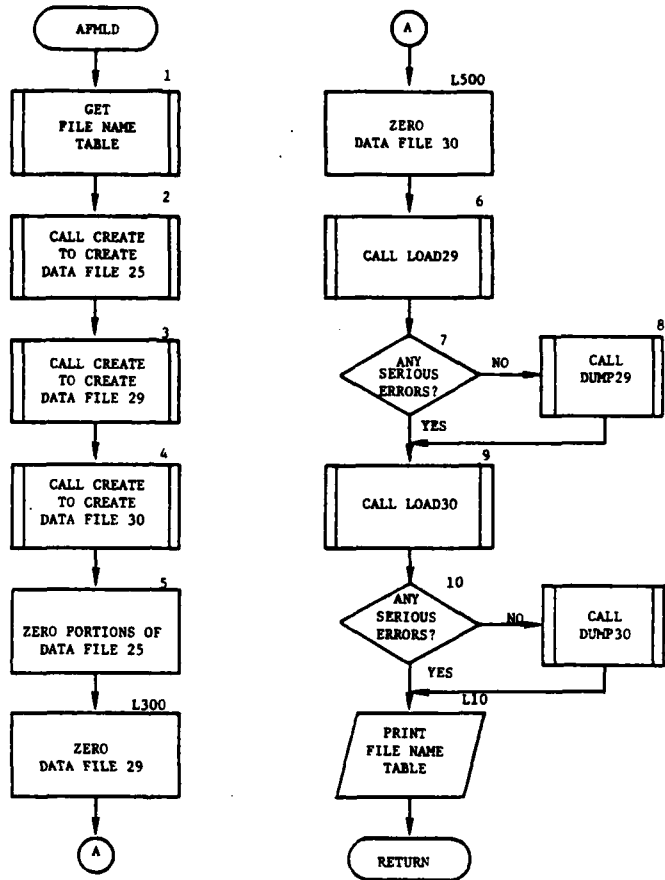 AFMLD
1
GET
FILE NAME
TABLE
2
CALL CREATE
TO CREATE
DATA FILE 25
3
CALL CREATE
TO CREATE
DATA FILE 29
4
CALL CREATE
TO CREATE
DATA FILE 30
5
ZERO PORTIONS OF
DATA FILE 25
L300
ZERO
DATA FILE 29
A
A
L500
ZERO
DATA FILE 30
6
CALL LOAD29
7
ANY
SERIOUS
ERRORS?
NO
8
CALL
DUMP29
YES
9
CALL LOAD30
10
ANY
SERIOUS
ERRORS?
NO
CALL
DUMP30
YES
L10
PRINT
FILE NAME
TABLE
RETURN